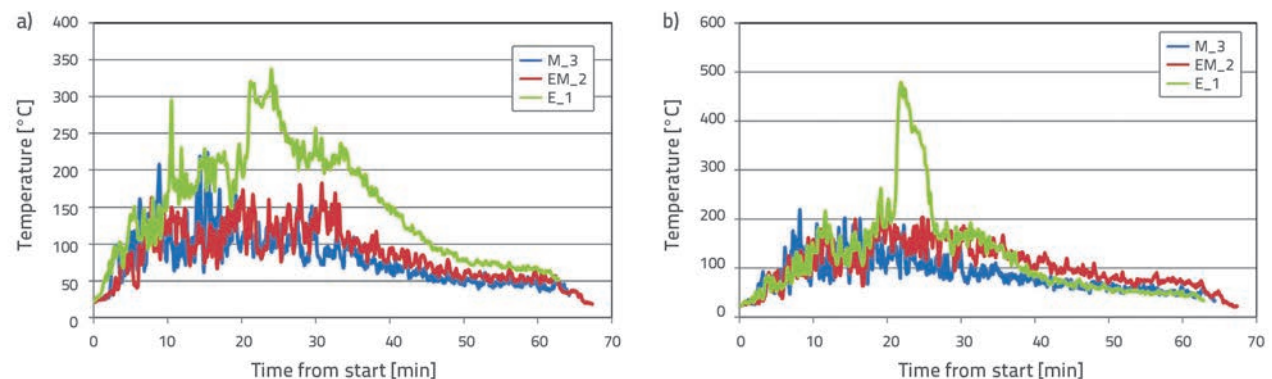 a)
Temperature [°C]
400
350
300
250
200
150
100
50
0
0 10 20 30 40 50 60 70
Time from start [min]
M_3
EM_2
E_1
b)
Temperature [°C]
600
500
400
300
200
100
0
0 10 20 30 40 50 60 70
Time from start [min]
M_3
EM_2
E_1